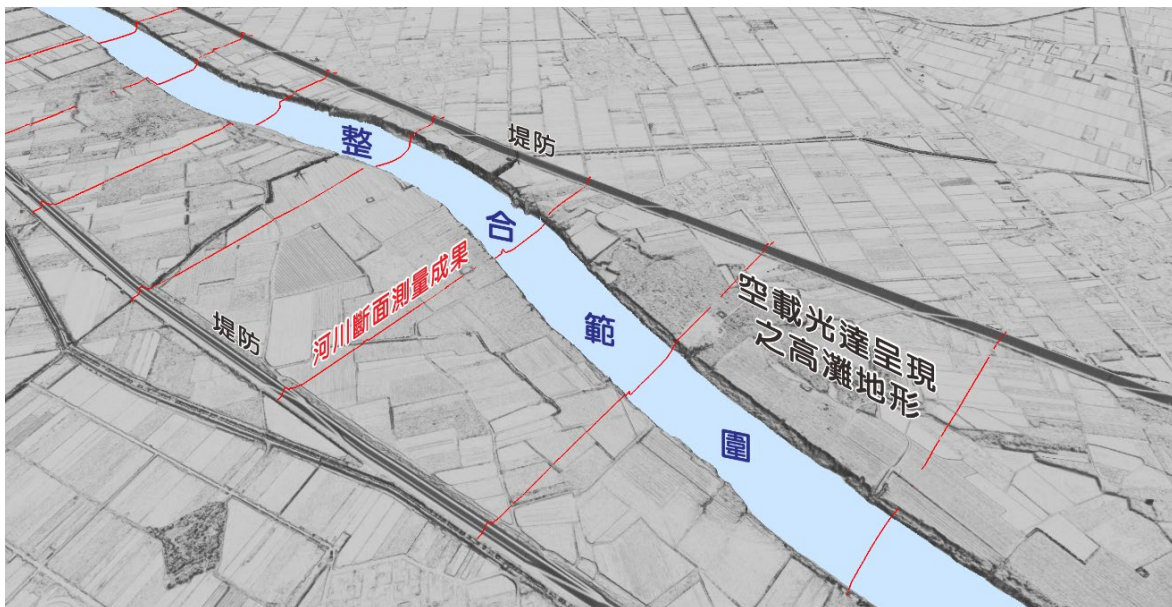 堤防
整合範圍
河川斷面測量成果
空載光達呈現
之高灘地形
堤防